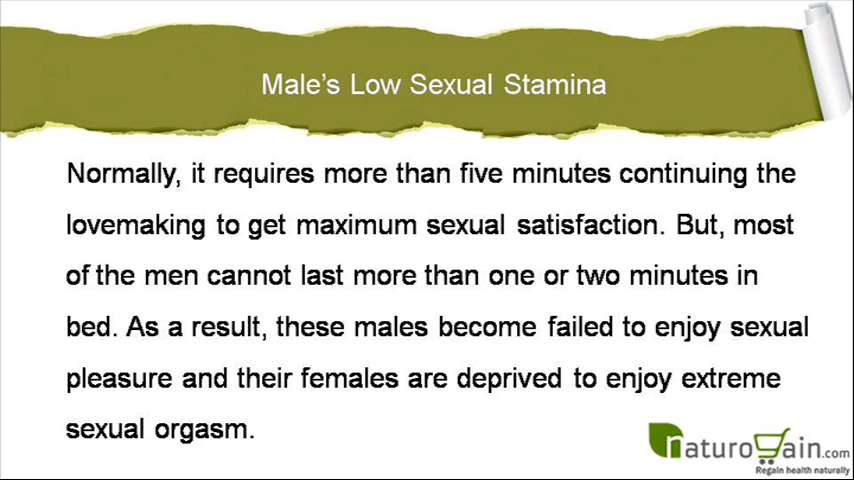 Male's Low Sexual Stamina
Normally, it requires more than five minutes continuing the
lovemaking to get maximum sexual satisfaction. But, most
of the men cannot last more than one or two minutes in
bed. As a result, these males become failed to enjoy sexual
pleasure and their females are deprived to enjoy extreme
sexual orgasm.
naturogain.com
Regain health naturally